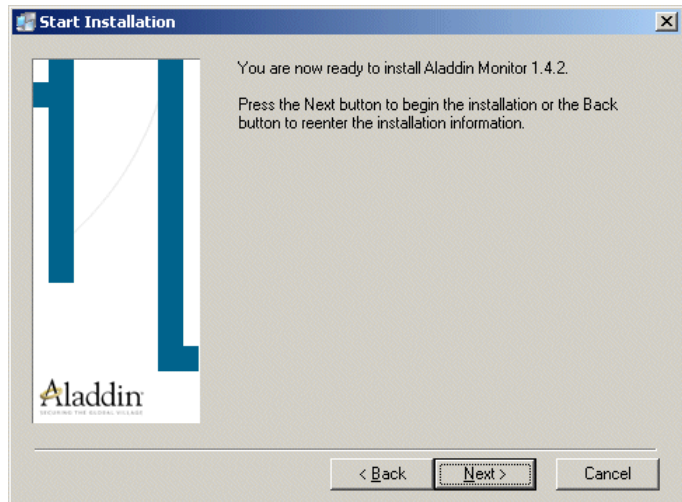 Start Installation
You are now ready to install Aladdin Monitor 1.4.2.
Press the Next button to begin the installation or the Back
button to reenter the installation information.
Aladdin
SECURING THE GLOBAL VILLAGE
< Back
Next >
Cancel